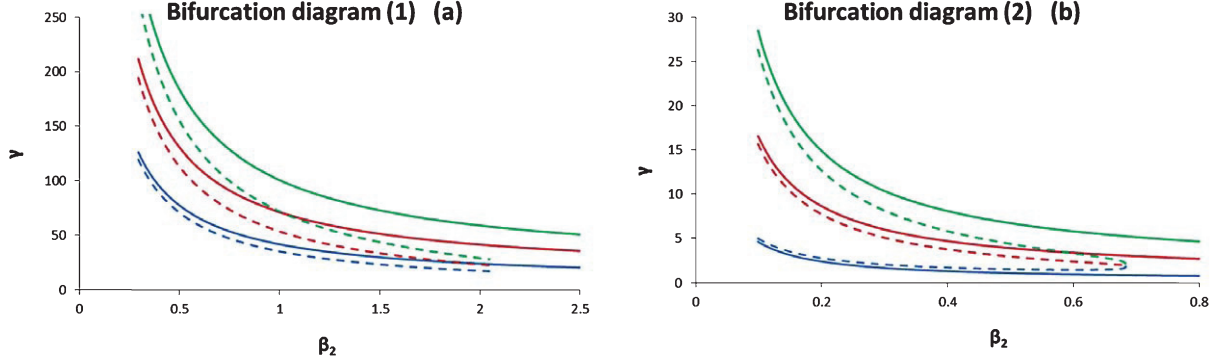 Bifurcation diagram (1) (a)
250
200
150
100
50
0
γ
0 0.5 1 1.5 2 2.5
β2
Bifurcation diagram (2) (b)
30
25
20
15
10
5
0
γ
0 0.2 0.4 0.6 0.8
β2